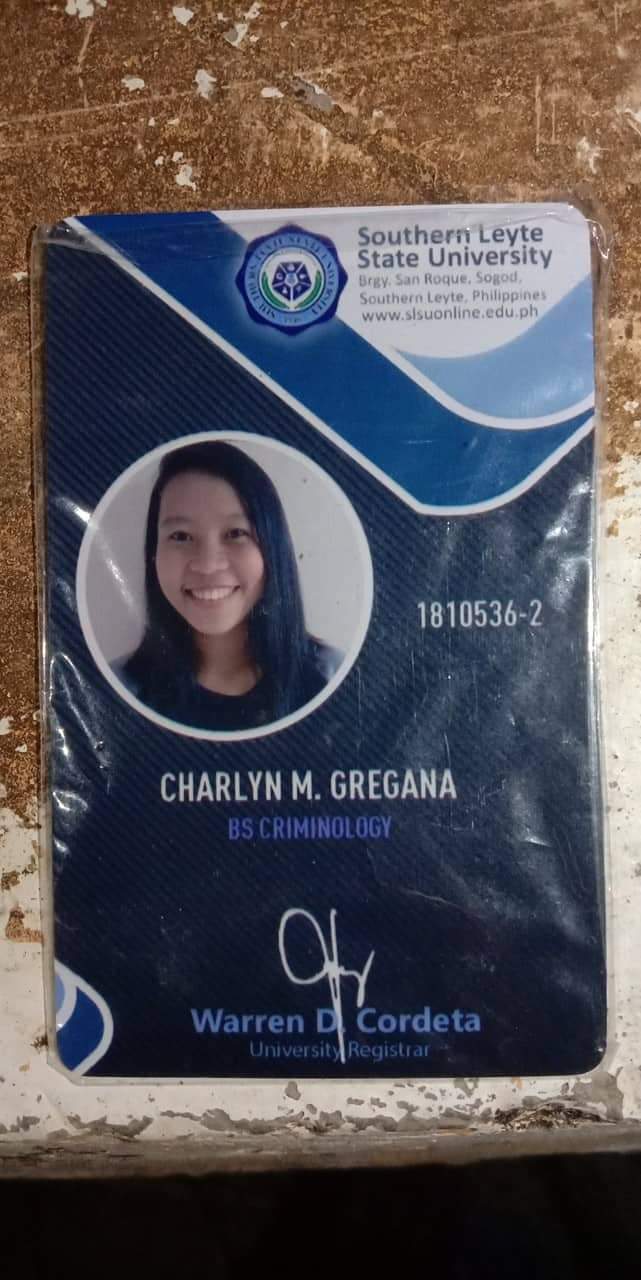 Southern Leyte
State University
Brgy. San Roque, Sogod,
Southern Leyte, Philippines
www.slsuonline.edu.ph
1810536-2
CHARLYN M. GREGANA
BS CRIMINOLOGY
Warren D. Cordeta
University Registrar